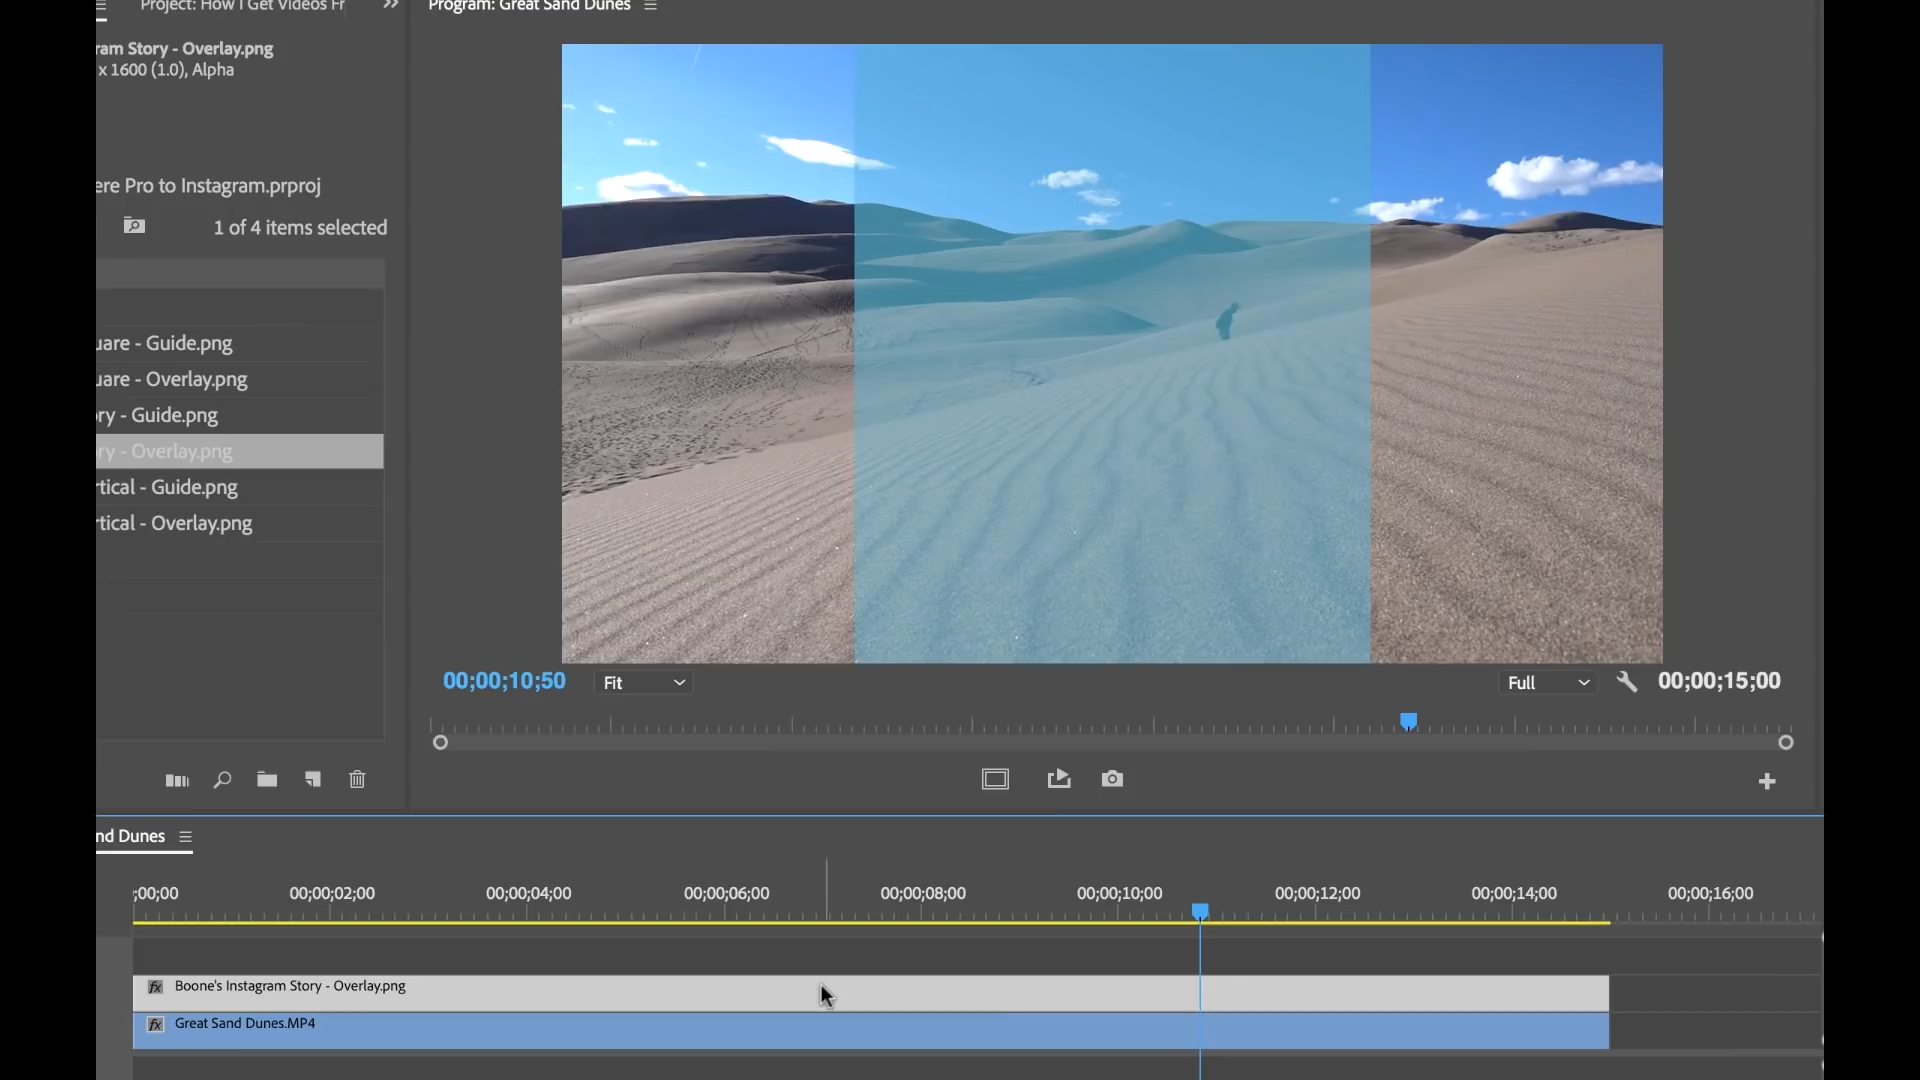 Project: How I Get Videos Fr
Program: Great Sand Dunes
ram Story - Overlay.png
x 1600 (1.0), Alpha
ere Pro to Instagram.prproj
1 of 4 items selected
uare - Guide.png
uare - Overlay.png
ry - Guide.png
ry - Overlay.png
rtical - Guide.png
rtical - Overlay.png
00;00;10;50
Fit
Full
00;00;15;00
nd Dunes
;00;00
00;00;02;00
00;00;04;00
00;00;06;00
00;00;08;00
00;00;10;00
00;00;12;00
00;00;14;00
00;00;16;00
fx Boone's Instagram Story - Overlay.png
fx Great Sand Dunes.MP4